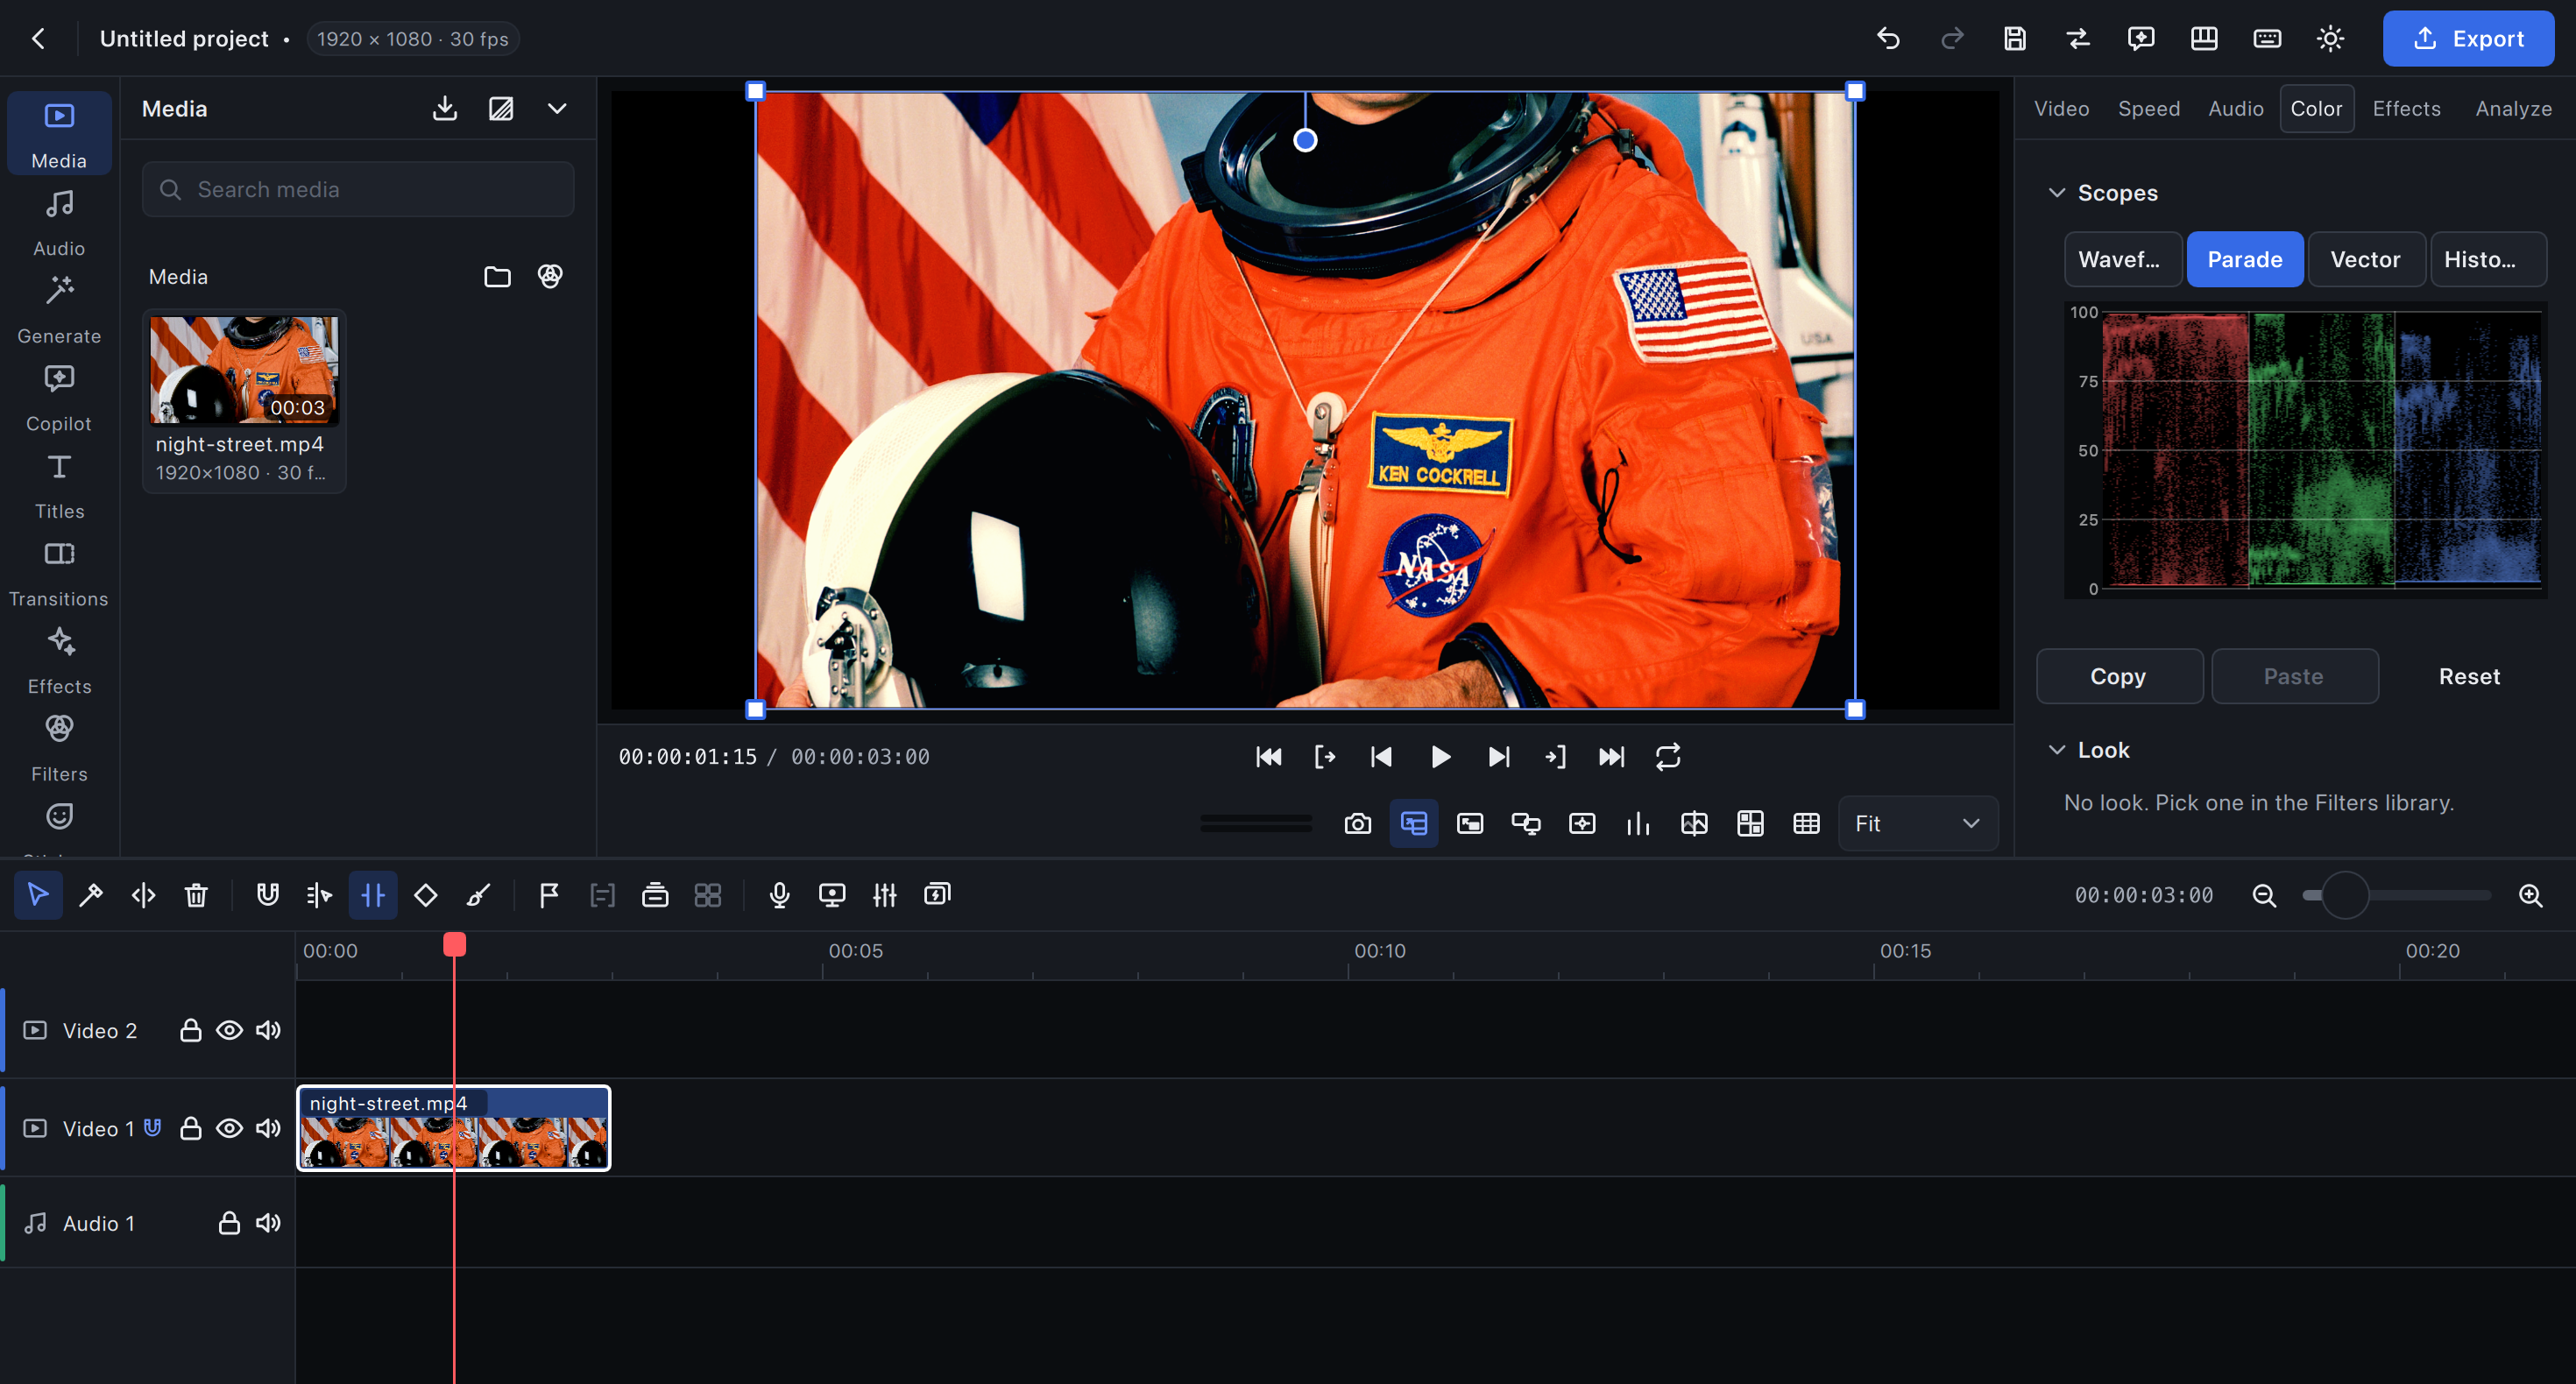 Untitled project •
1920 × 1080 · 30 fps
Export
Media
Audio
Generate
Copilot
Titles
Transitions
Effects
Filters
Media
Search media
Media
00:03
night-street.mp4
1920×1080 · 30 f...
USA
KEN COCKRELL
NASA
00:00:01:15 / 00:00:03:00
Fit
Video Speed Audio Color Effects Analyze
Scopes
Wavef... Parade Vector Histo...
100
75
50
25
0
Copy Paste Reset
Look
No look. Pick one in the Filters library.
00:00:03:00
00:00 00:05 00:10 00:15 00:20
Video 2
Video 1
night-street.mp4
Audio 1